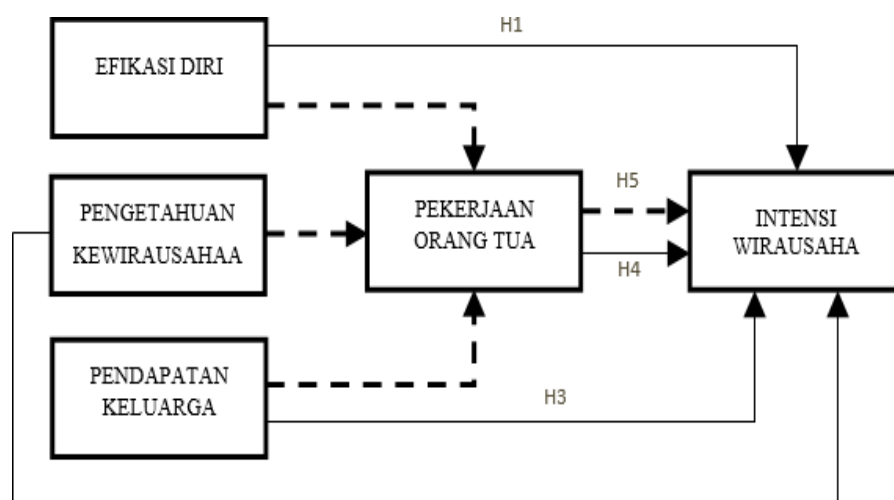 H1
EFIKASI DIRI
PENGETAHUAN
KEWIRAUSAHAA
PEKERJAAN
ORANG TUA
H5
H4
INTENSI
WIRAUSAHA
PENDAPATAN
KELUARGA
H3